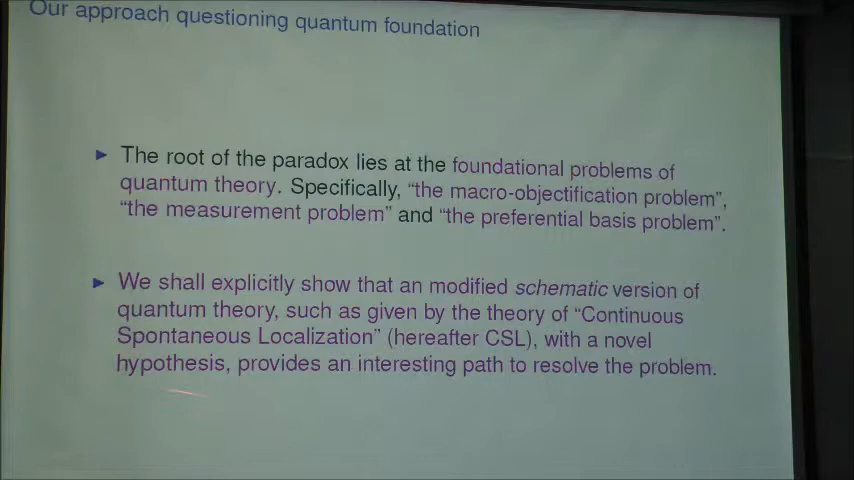 Our approach questioning quantum foundation
► The root of the paradox lies at the foundational problems of
quantum theory. Specifically, “the macro-objectification problem”,
“the measurement problem” and “the preferential basis problem”.
► We shall explicitly show that an modified schematic version of
quantum theory, such as given by the theory of “Continuous
Spontaneous Localization” (hereafter CSL), with a novel
hypothesis, provides an interesting path to resolve the problem.